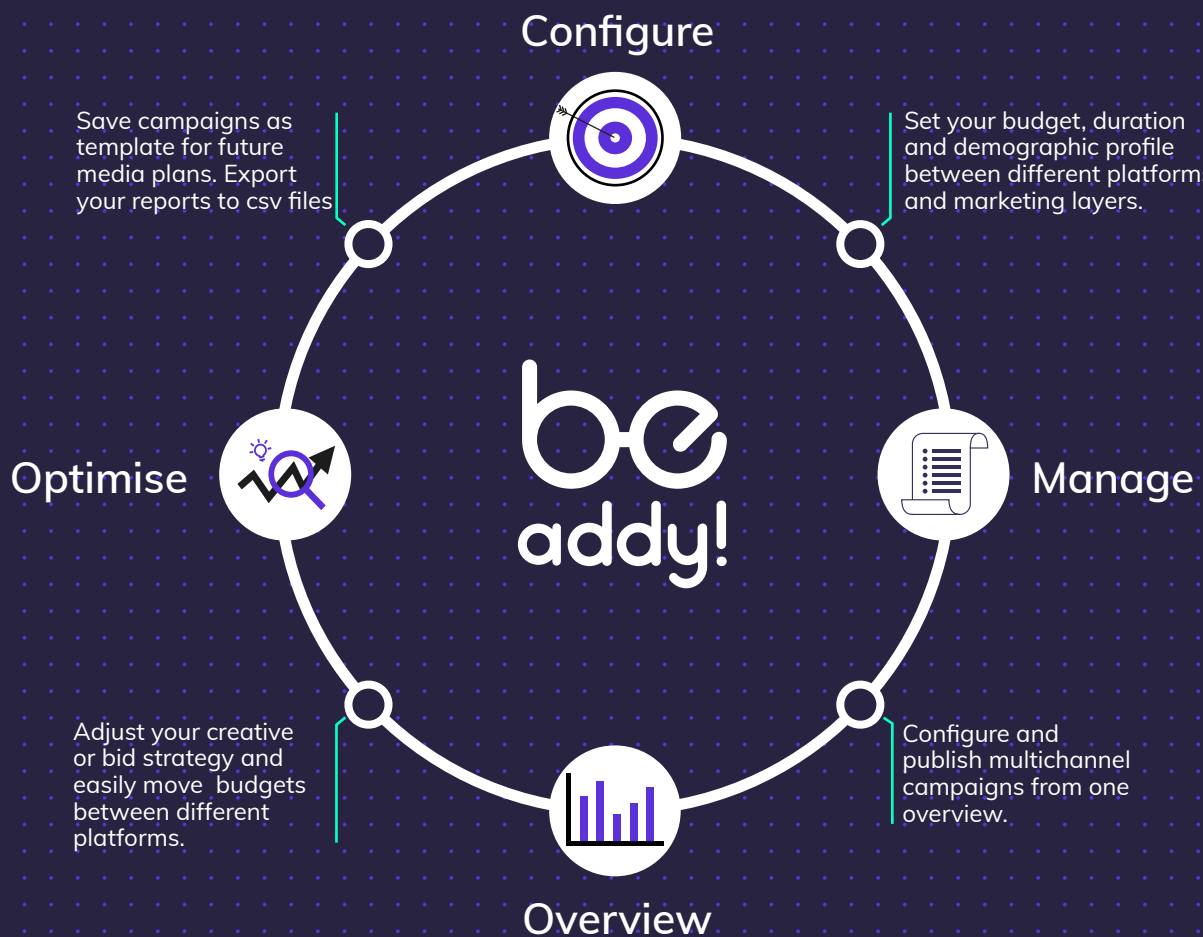 Configure
Save campaigns as
template for future
media plans. Export
your reports to csv files
Set your budget, duration
and demographic profile
between different platform
and marketing layers.
be
addy!
Optimise
Manage
Adjust your creative
or bid strategy and
easily move budgets
between different
platforms.
Configure and
publish multichannel
campaigns from one
overview.
Overview